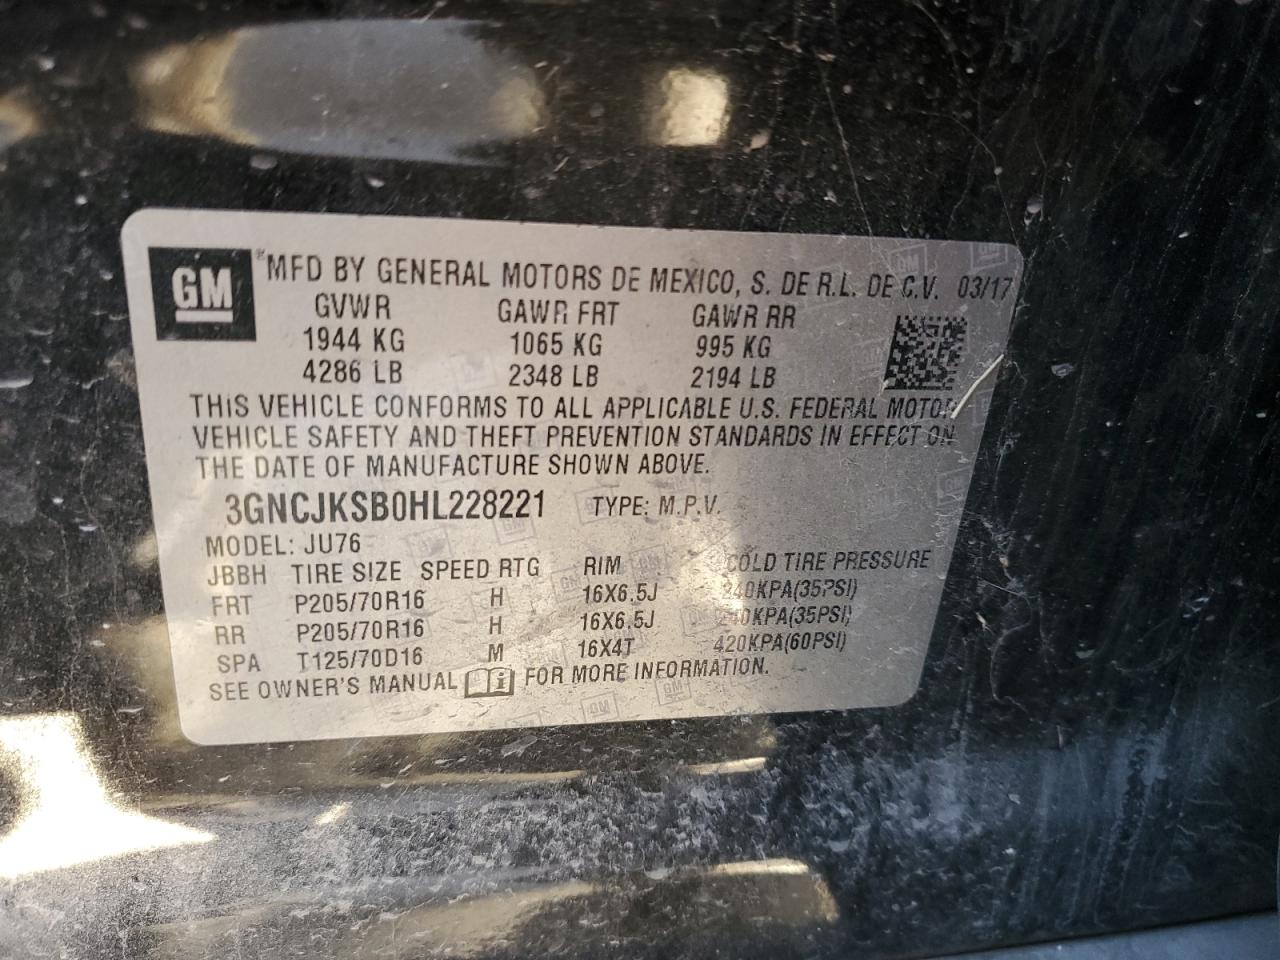 GM ® MFD BY GENERAL MOTORS DE MEXICO, S. DE R.L. DE C.V. 03/17
GVWR GAWR FRT GAWR RR
1944 KG 1065 KG 995 KG
4286 LB 2348 LB 2194 LB
THIS VEHICLE CONFORMS TO ALL APPLICABLE U.S. FEDERAL MOTOR
VEHICLE SAFETY AND THEFT PREVENTION STANDARDS IN EFFECT ON
THE DATE OF MANUFACTURE SHOWN ABOVE.
3GNCJKSB0HL228221 TYPE: M.P.V.
MODEL: JU76
JBBH TIRE SIZE SPEED RTG RIM COLD TIRE PRESSURE
FRT P205/70R16 H 16X6.5J 240KPA(35PSI)
RR P205/70R16 H 16X6.5J 240KPA(35PSI)
SPA T125/70D16 M 16X4T 420KPA(60PSI)
SEE OWNER'S MANUAL FOR MORE INFORMATION.